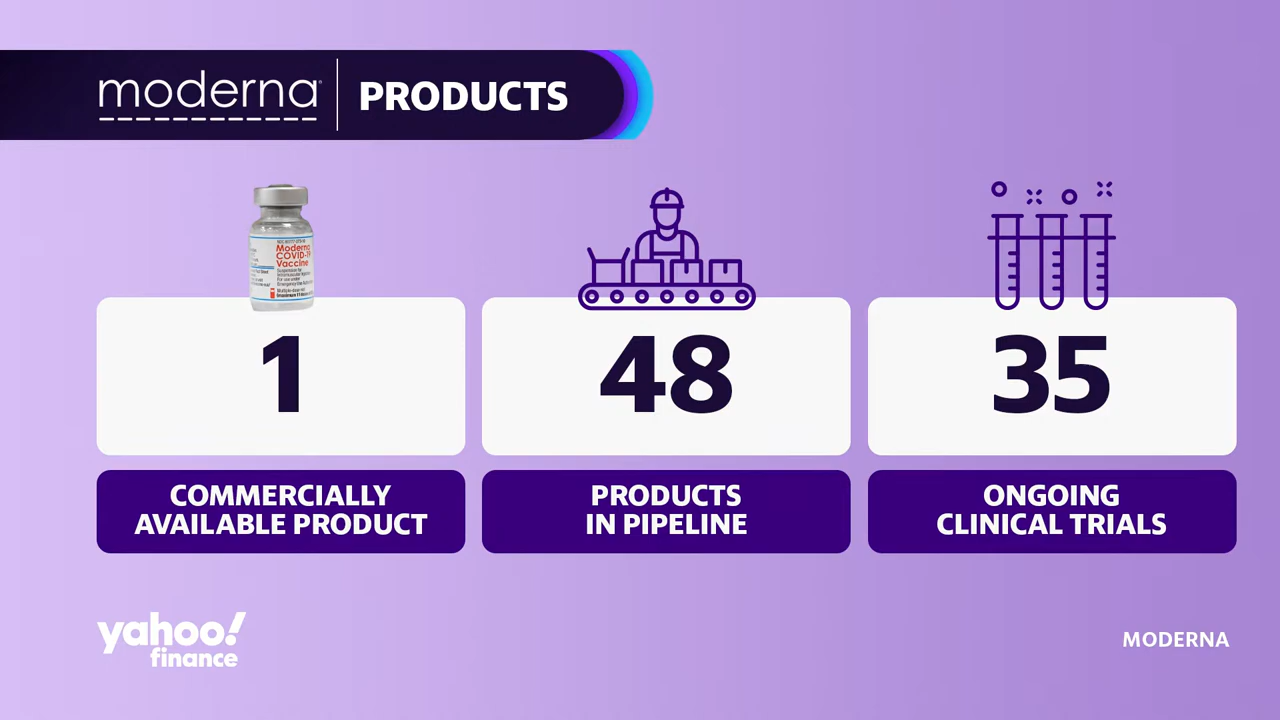 moderna
PRODUCTS
Moderna
COVID-19
Vaccine
1
48
35
COMMERCIALLY
AVAILABLE PRODUCT
PRODUCTS
IN PIPELINE
ONGOING
CLINICAL TRIALS
yahoo!
finance
MODERNA